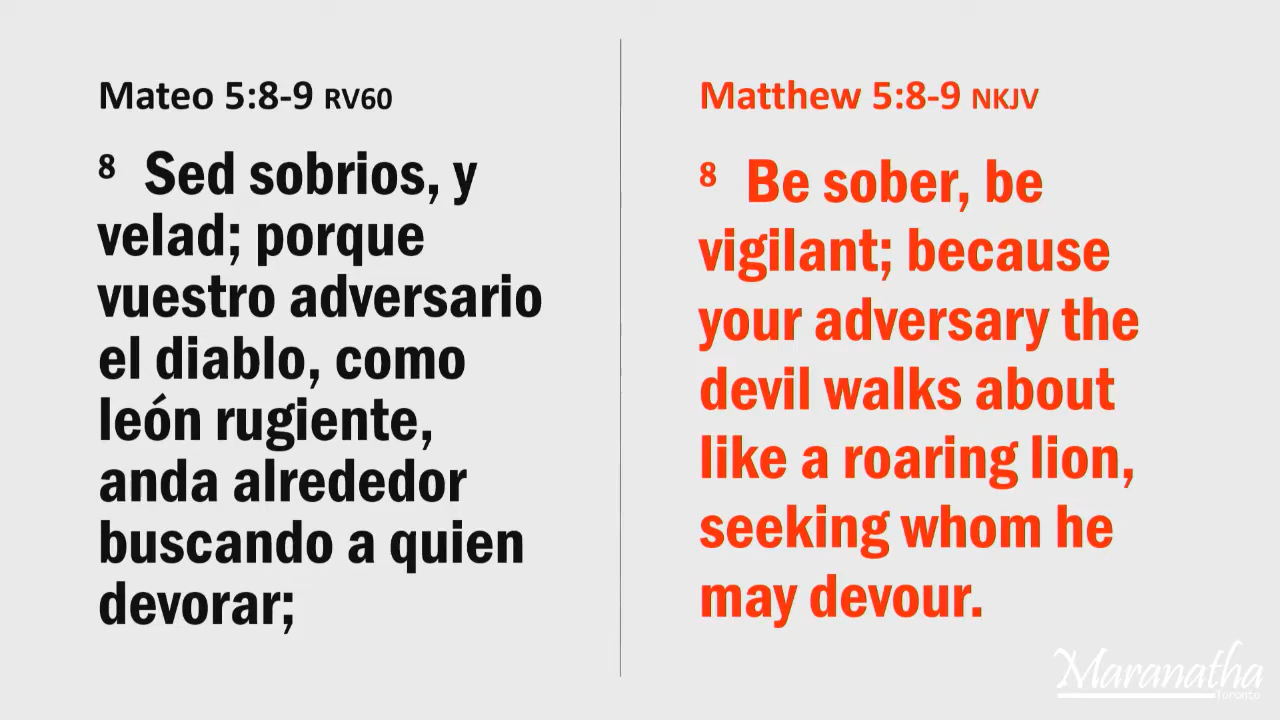 Mateo 5:8-9 RV60
8 Sed sobrios, y
velad; porque
vuestro adversario
el diablo, como
león rugiente,
anda alrededor
buscando a quien
devorar;
Matthew 5:8-9 NKJV
8 Be sober, be
vigilant; because
your adversary the
devil walks about
like a roaring lion,
seeking whom he
may devour.
Maranatha
Toronto